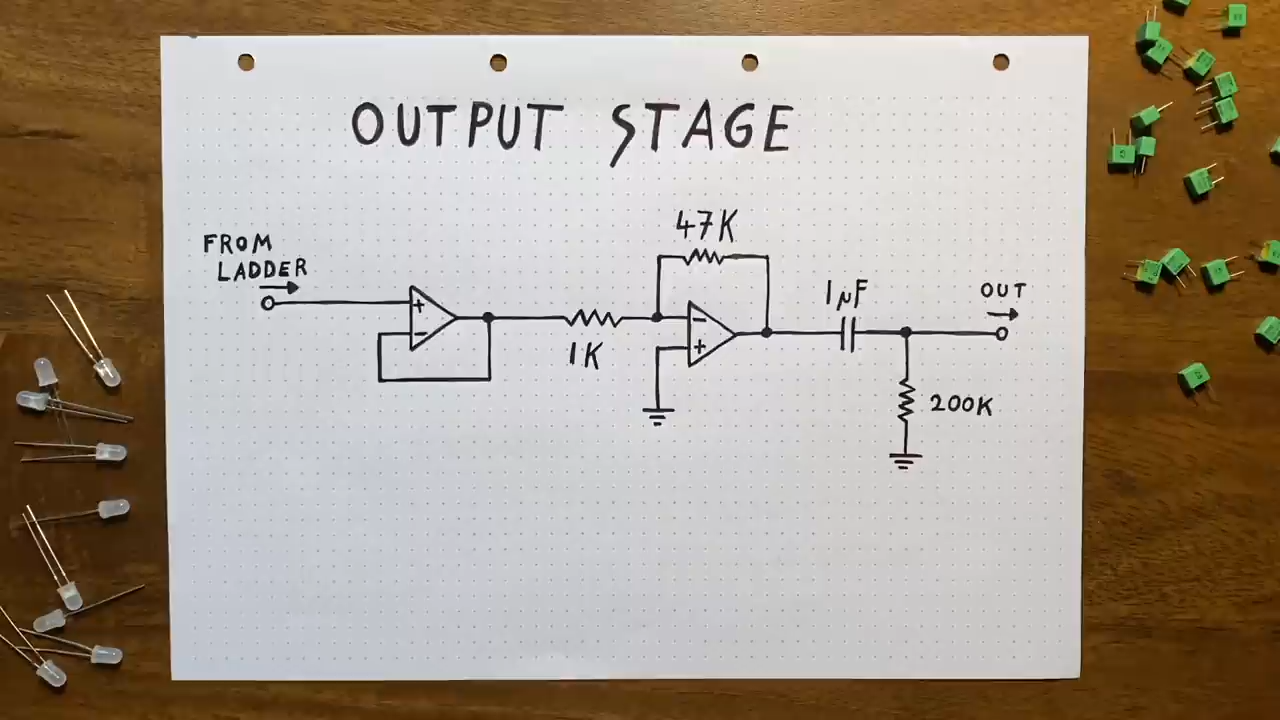 OUTPUT STAGE
FROM
LADDER
47K
1K
1µF
OUT
200K